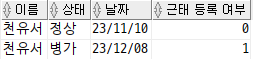 이름 상태 날짜 근태 등록 여부
천유서 정상 23/11/10 0
천유서 병가 23/12/08 1